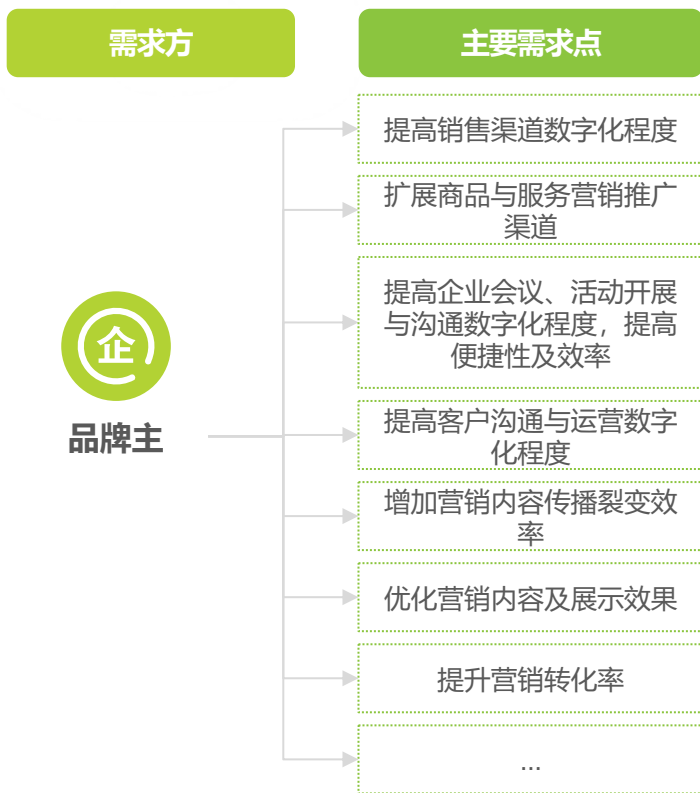 需求方
主要需求点
提高销售渠道数字化程度
扩展商品与服务营销推广
渠道
提高企业会议、活动开展
与沟通数字化程度，提高
便捷性及效率
企
品牌主
提高客户沟通与运营数字
化程度
增加营销内容传播裂变效
率
优化营销内容及展示效果
提升营销转化率
...